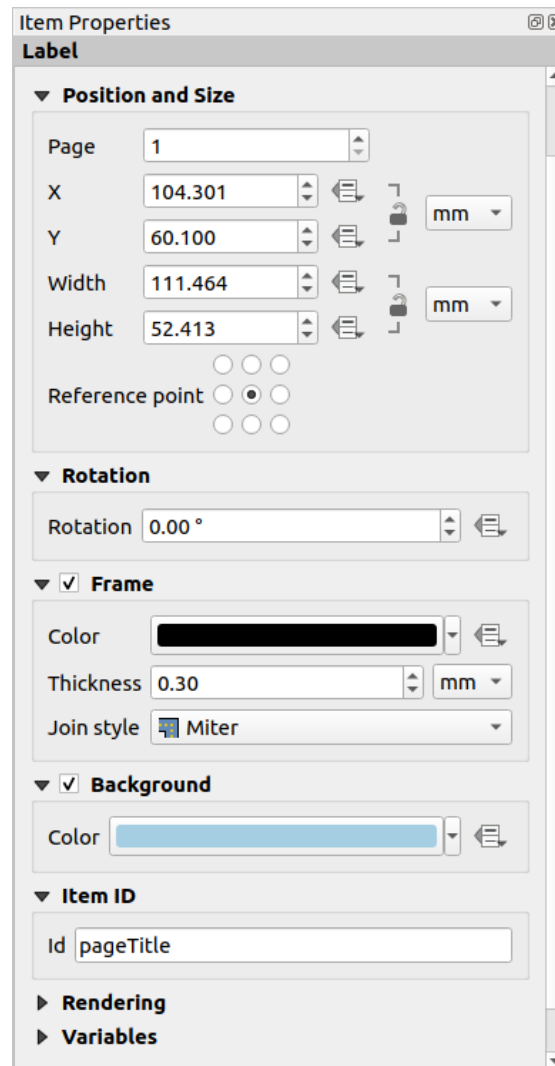 Item Properties
Label
Position and Size
Page 1
X 104.301
mm
Y 60.100
Width 111.464
mm
Height 52.413
Reference point
Rotation
Rotation 0.00 °
Frame
Color
Thickness 0.30 mm
Join style Miter
Background
Color
Item ID
Id pageTitle
Rendering
Variables